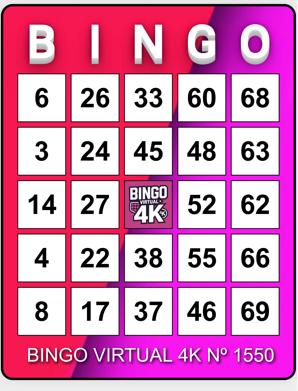 B I N G O
6 26 33 60 68
3 24 45 48 63
14 27 BINGO VIRTUAL 4K 52 62
4 22 38 55 66
8 17 37 46 69
BINGO VIRTUAL 4K Nº 1550